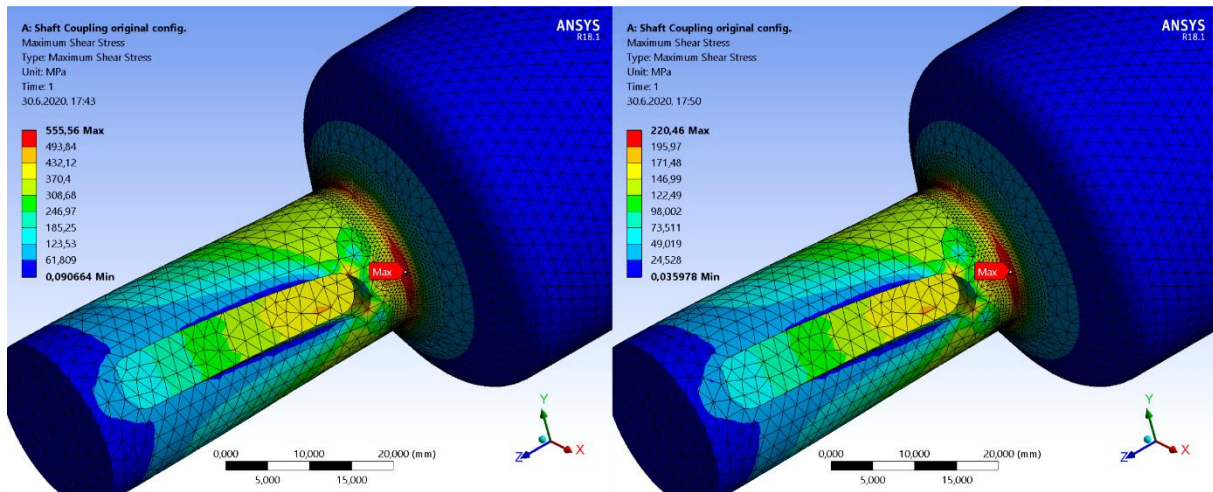 A: Shaft Coupling original config.
Maximum Shear Stress
Type: Maximum Shear Stress
Unit: MPa
Time: 1
30.6.2020. 17:43
555,56 Max
493,84
432,12
370,4
308,68
246,97
185,25
123,53
61,809
0,090664 Min
ANSYS
R18.1
Max
0,000 10,000 20,000 (mm)
5,000 15,000
Y
Z X
A: Shaft Coupling original config.
Maximum Shear Stress
Type: Maximum Shear Stress
Unit: MPa
Time: 1
30.6.2020. 17:50
220,46 Max
195,97
171,48
146,99
122,49
98,002
73,511
49,019
24,528
0,035978 Min
ANSYS
R18.1
Max
0,000 10,000 20,000 (mm)
5,000 15,000
Y
Z X